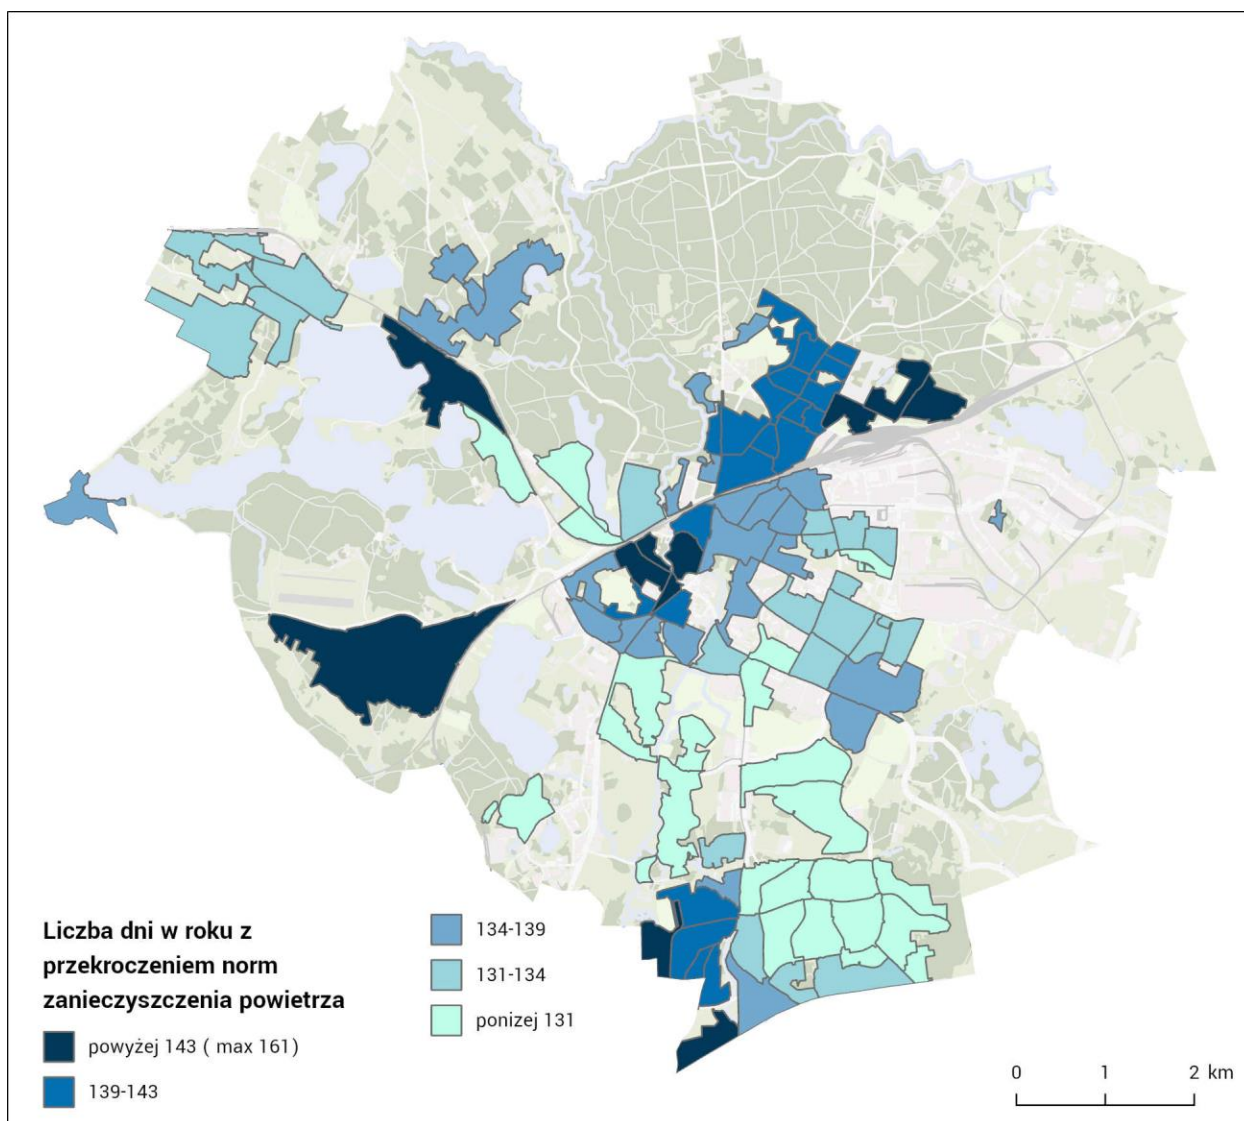 Liczba dni w roku z
przekroczeniem norm
zanieczyszczenia powietrza
powyżej 143 ( max 161)
139-143
134-139
131-134
ponizej 131
0 1 2 km